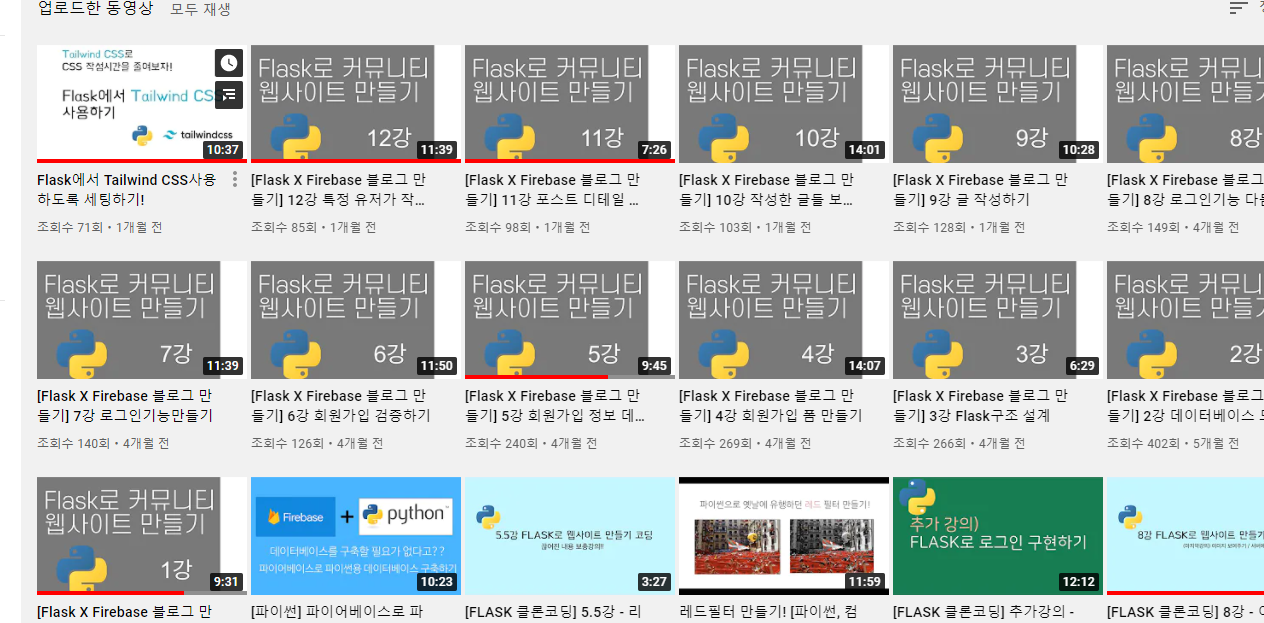 업로드한 동영상 모두 재생
Tailwind CSS로
CSS 작성시간을 줄여보자!
Flask에서 Tailwind CSS
사용하기
tailwindcss
10:37
Flask로 커뮤니티
웹사이트 만들기
12강
11:39
Flask로 커뮤니티
웹사이트 만들기
11강
7:26
Flask로 커뮤니티
웹사이트 만들기
10강
14:01
Flask로 커뮤니티
웹사이트 만들기
9강
10:28
Flask로 커뮤니
웹사이트 만들
8강
Flask에서 Tailwind CSS사용
하도록 세팅하기!
조회수 71회 • 1개월 전
[Flask X Firebase 블로그 만
들기] 12강 특정 유저가 작...
조회수 85회 • 1개월 전
[Flask X Firebase 블로그 만
들기] 11강 포스트 디테일 ...
조회수 98회 • 1개월 전
[Flask X Firebase 블로그 만
들기] 10강 작성한 글들 보...
조회수 103회 • 1개월 전
[Flask X Firebase 블로그 만
들기] 9강 글 작성하기
조회수 128회 • 1개월 전
[Flask X Firebase 블로그
들기] 8강 로그인기능
조회수 149회 • 4개월 전
Flask로 커뮤니티
웹사이트 만들기
7강
11:39
Flask로 커뮤니티
웹사이트 만들기
6강
11:50
Flask로 커뮤니티
웹사이트 만들기
5강
9:45
Flask로 커뮤니티
웹사이트 만들기
4강
14:07
Flask로 커뮤니티
웹사이트 만들기
3강
6:29
Flask로 커뮤니
웹사이트 만들
2강
[Flask X Firebase 블로그 만
들기] 7강 로그인기능만들기
조회수 140회 • 4개월 전
[Flask X Firebase 블로그 만
들기] 6강 회원가입 검증하기
조회수 126회 • 4개월 전
[Flask X Firebase 블로그 만
들기] 5강 회원가입 정보 데...
조회수 240회 • 4개월 전
[Flask X Firebase 블로그 만
들기] 4강 회원가입 폼 만들기
조회수 269회 • 4개월 전
[Flask X Firebase 블로그 만
들기] 3강 Flask구조 설계
조회수 266회 • 4개월 전
[Flask X Firebase 블로그
들기] 2강 데이터베이스
조회수 402회 • 5개월 전
Flask로 커뮤니티
웹사이트 만들기
1강
9:31
Firebase + python
데이터베이스를 구축할 필요가 없다고??
파이어베이스로 파이썬용 데이터베이스 구축하기
10:23
5.5강 FLASK로 웹사이트 만들기 코딩
끊어진 내용 보충강의!!
3:27
파이썬으로 옛날에 유행하던 레드 필터 만들기!
11:59
추가 강의)
FLASK로 로그인 구현하기
12:12
8강 FLASK로 웹사이트 만들기
[Flask X Firebase 블로그 만
[파이썬] 파이어베이스로 파
[FLASK 클론코딩] 5.5강 - 리
레드필터 만들기! [파이썬, 컴
[FLASK 클론코딩] 추가강의 -
[FLASK 클론코딩] 8강 -